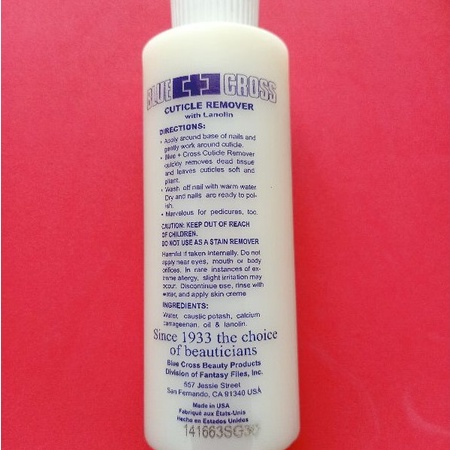 BLUE CROSS
CUTICLE REMOVER
with Lanolin
DIRECTIONS:
• Apply around base of nails and
gently work around cuticle.
• Blue + Cross Cuticle Remover
quickly removes dead tissue
and leaves cuticles soft and
pliant.
• Wash off nail with warm water
Dry and nails are ready to pol-
ish.
• Marvelous for pedicures, too.
CAUTION: KEEP OUT OF REACH
OF CHILDREN.
DO NOT USE AS A STAIN REMOVER
Harmful if taken internally. Do not
apply near eyes, mouth or body
orifices. In rare instances of ex-
treme allergy, slight irritation may
occur. Discontinue use, rinse with
water, and apply skin creme
INGREDIENTS:
Water, caustic potash, calcium
carrageenan, oil & lanolin.
Since 1933 the choice
of beauticians
Blue Cross Beauty Products
Division of Fantasy Files, Inc.
557 Jessie Street
San Fernando, CA 91340 USA
Made in USA
Fabriqué aux États-Unis
Hecho en Estados Unidos
141663SG30